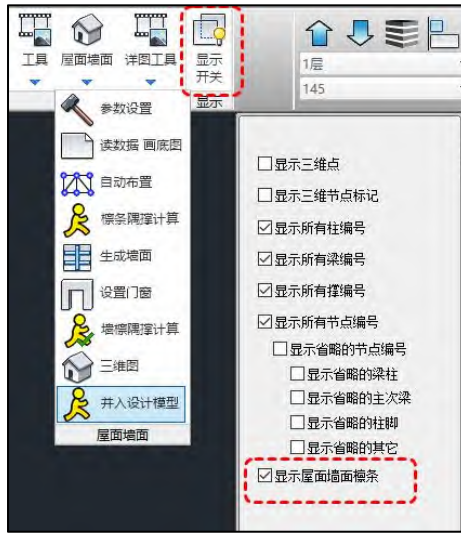 工具
屋面墙面
详图工具
显示
开关
显示
1层
145
参数设置
读数据 画底图
自动布置
檩条隅撑计算
生成墙面
设置门窗
墙檩隅撑计算
三维图
并入设计模型
屋面墙面
显示三维点
显示三维节点标记
显示所有柱编号
显示所有梁编号
显示所有撑编号
显示所有节点编号
显示省略的节点编号
显示省略的梁柱
显示省略的主次梁
显示省略的柱脚
显示省略的其它
显示屋面墙面檩条